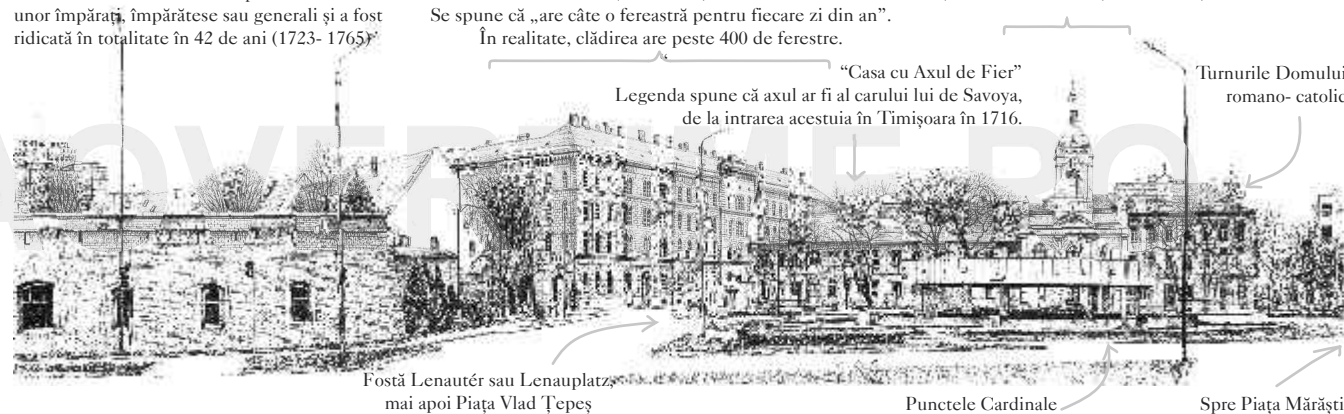 unor împărați, împărătese sau generali și a fost
ridicată în totalitate în 42 de ani (1723- 1765)
Se spune că „are câte o fereastră pentru fiecare zi din an”.
În realitate, clădirea are peste 400 de ferestre.
“Casa cu Axul de Fier”
Legenda spune că axul ar fi al carului lui de Savoya,
de la intrarea acestuia în Timișoara în 1716.
Turnurile Domului
romano- catolic
Fostă Lenautér sau Lenauplatz,
mai apoi Piața Vlad Țepeș
Punctele Cardinale
Spre Piața Mărăști